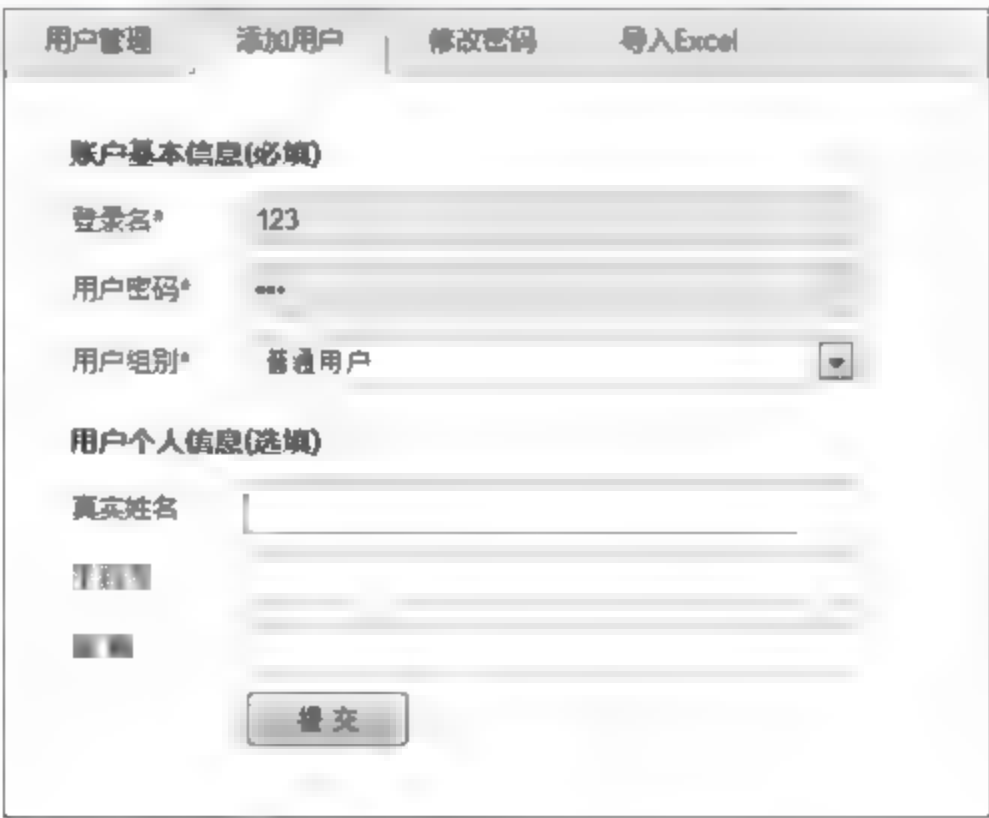 用户管理 添加用户 修改密码 导入Excel
账户基本信息(必填)
登录名* 123
用户密码* ••••
用户组别* 普通用户
用户个人信息(选填)
真实姓名
提交